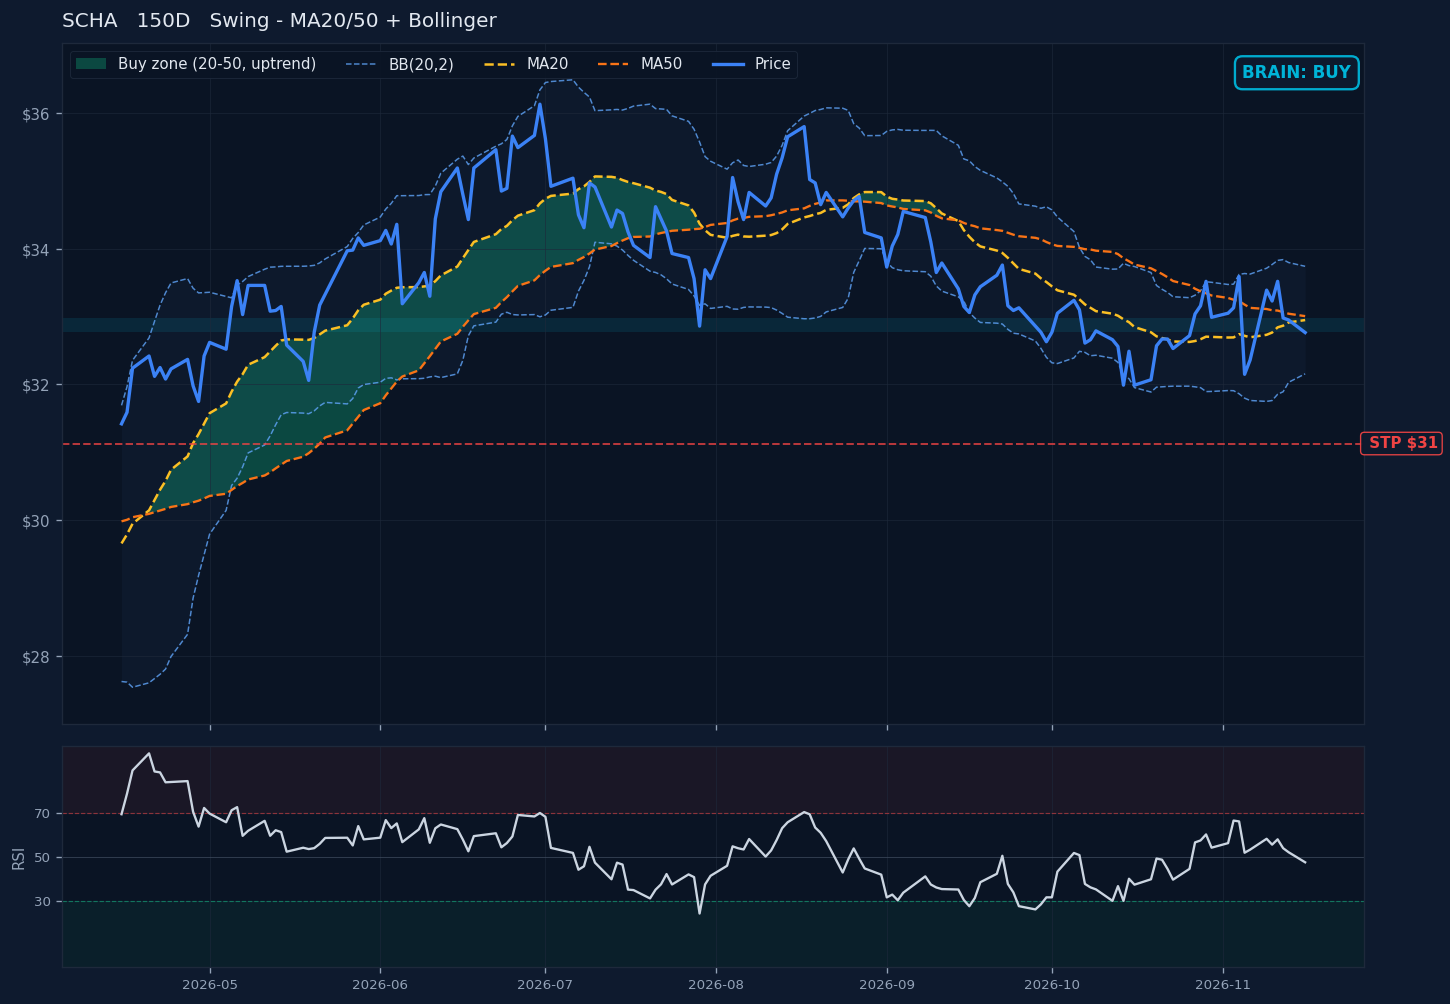 SCHA   150D   Swing - MA20/50 + Bollinger
Buy zone (20-50, uptrend)
BB(20,2)
MA20
MA50
Price
BRAIN: BUY
$36
$34
$32
$30
$28
STP $31
RSI
70
50
30
2026-05
2026-06
2026-07
2026-08
2026-09
2026-10
2026-11